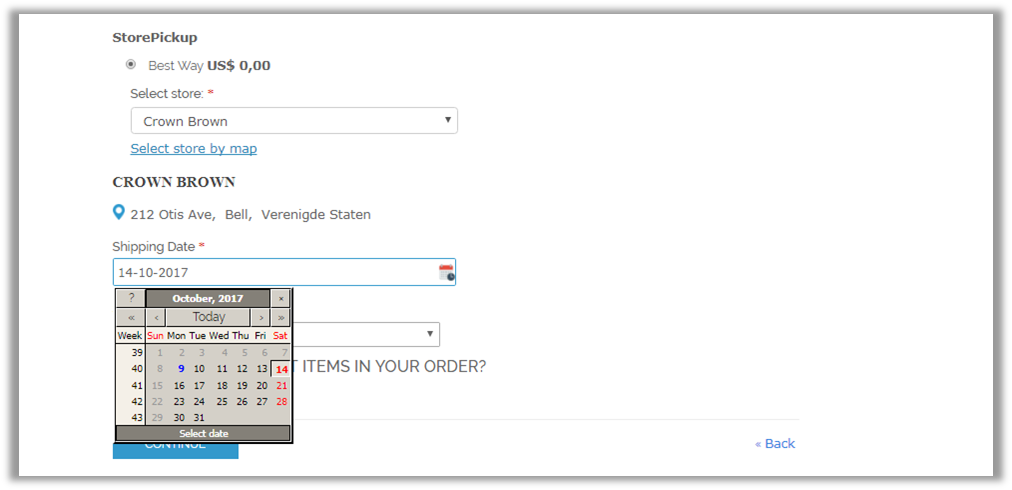 StorePickup
Best Way US$ 0,00
Select store: *
Crown Brown
Select store by map
CROWN BROWN
212 Otis Ave, Bell, Verenigde Staten
Shipping Date *
14-10-2017
? October, 2017 ×
« ‹ Today › »
Week Sun Mon Tue Wed Thu Fri Sat
39 1 2 3 4 5 6 7
40 8 9 10 11 12 13 14
41 15 16 17 18 19 20 21
42 22 23 24 25 26 27 28
43 29 30 31
Select date
ITEMS IN YOUR ORDER?
CONTINUE
« Back